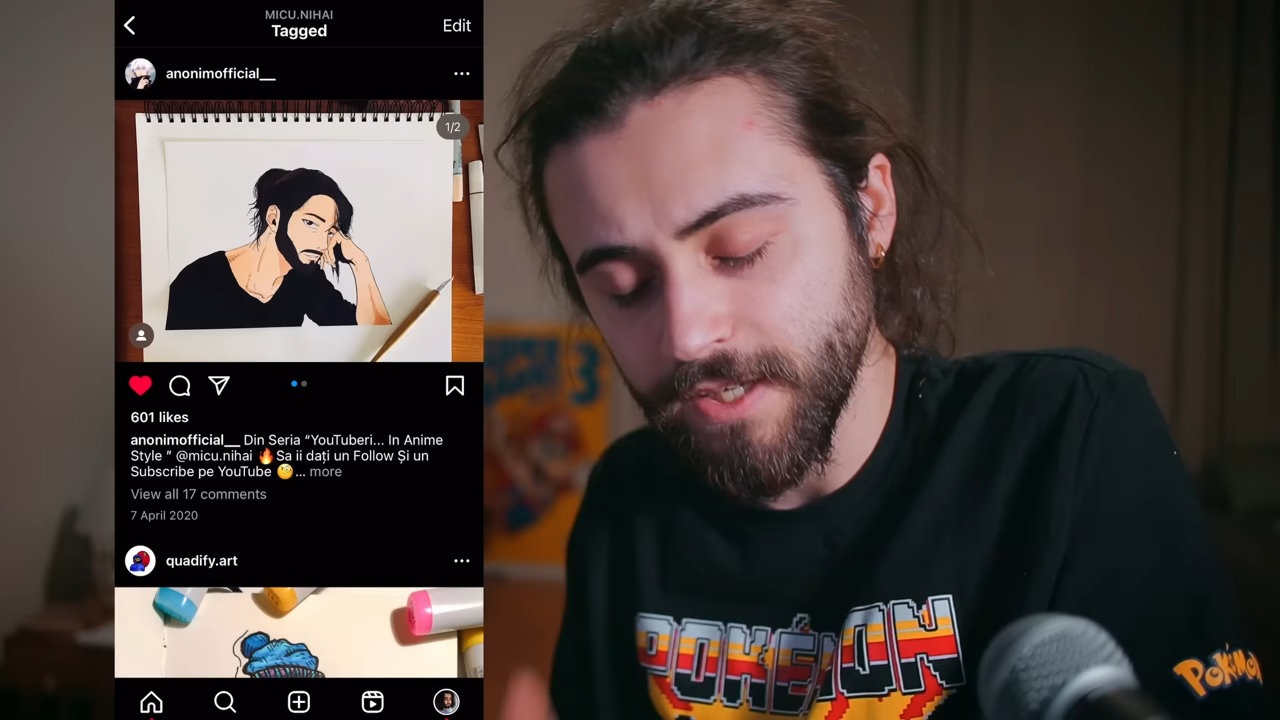 MICU.NIHAI
Tagged
Edit
anonimofficial__
1/2
601 likes
anonimofficial__ Din Seria “YouTuberi... In Anime
Style ” @micu.nihai 🔥Sa ii dați un Follow Și un
Subscribe pe YouTube 🧐... more
View all 17 comments
7 April 2020
quadify.art
3
POKÉMON
POKÉMON